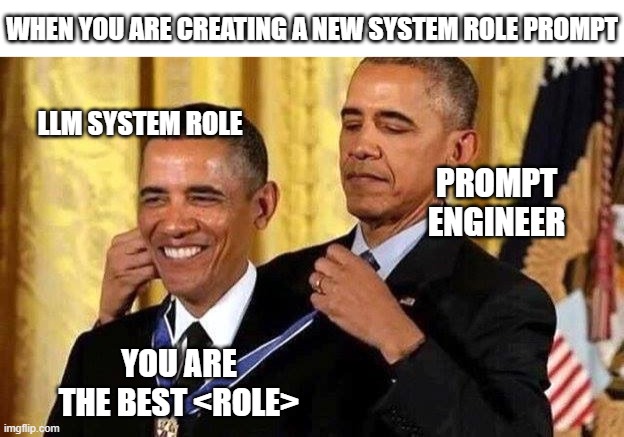 WHEN YOU ARE CREATING A NEW SYSTEM ROLE PROMPT
LLM SYSTEM ROLE
PROMPT
ENGINEER
YOU ARE
THE BEST <ROLE>
imgflip.com